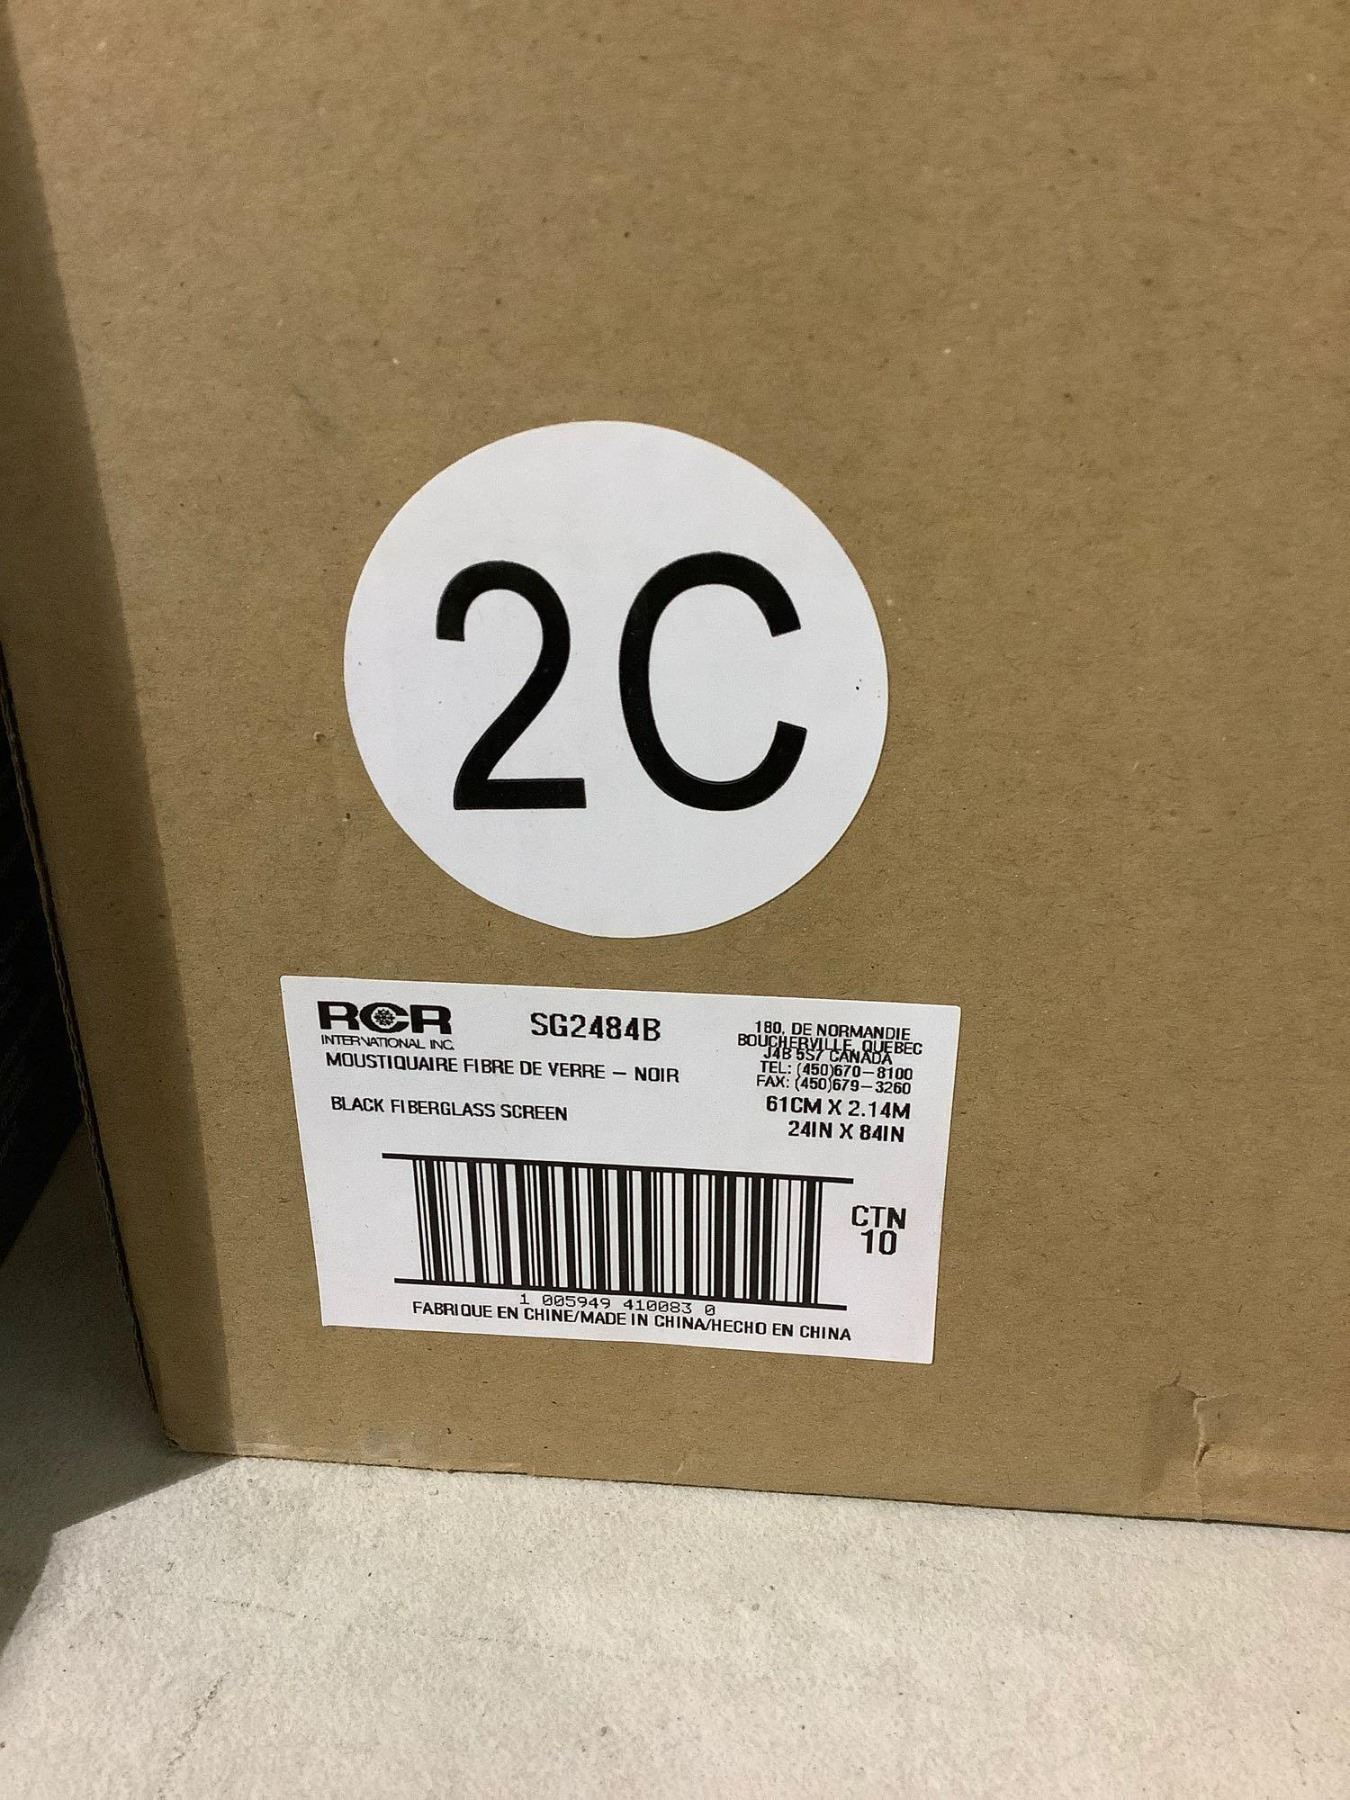 2C
RCR
INTERNATIONAL INC.
SG2484B
180, DE NORMANDIE
BOUCHERVILLE, QUEBEC
J4B 5S7 CANADA
TEL: (450)670-8100
FAX: (450)679-3260
MOUSTIQUAIRE FIBRE DE VERRE - NOIR
BLACK FIBERGLASS SCREEN
61CM X 2.14M
24IN X 84IN
CTN
10
1 005949 410083 0
FABRIQUE EN CHINE/MADE IN CHINA/HECHO EN CHINA